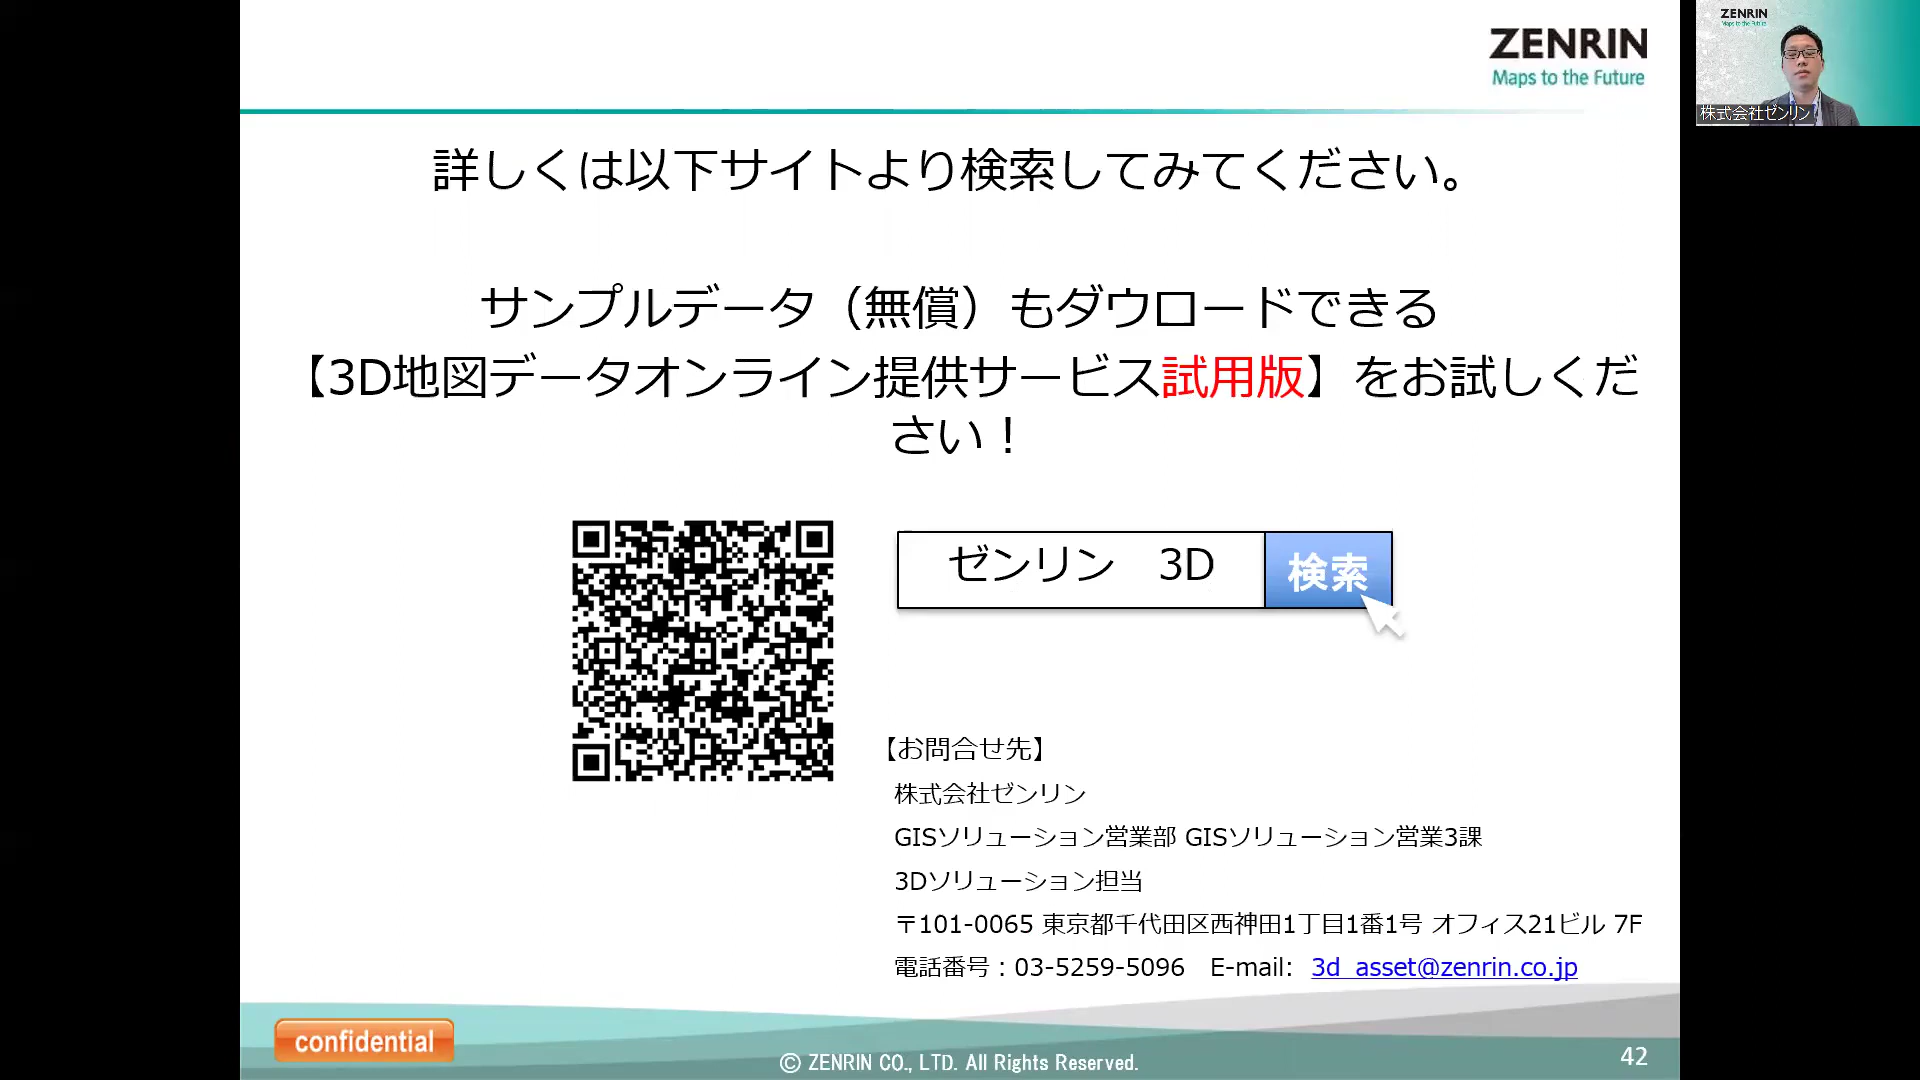 ZENRIN
Maps to the Future
ZENRIN
Maps to the Future
株式会社ゼンリン
詳しくは以下サイトより検索してみてください。
サンプルデータ（無償）もダウロードできる
【3D地図データオンライン提供サービス試用版】をお試しくだ
さい！
ゼンリン　3D
検索
【お問合せ先】
株式会社ゼンリン
GISソリューション営業部 GISソリューション営業3課
3Dソリューション担当
〒101-0065 東京都千代田区西神田1丁目1番1号 オフィス21ビル 7F
電話番号：03-5259-5096　E-mail:　3d_asset@zenrin.co.jp
confidential
© ZENRIN CO., LTD. All Rights Reserved.
42